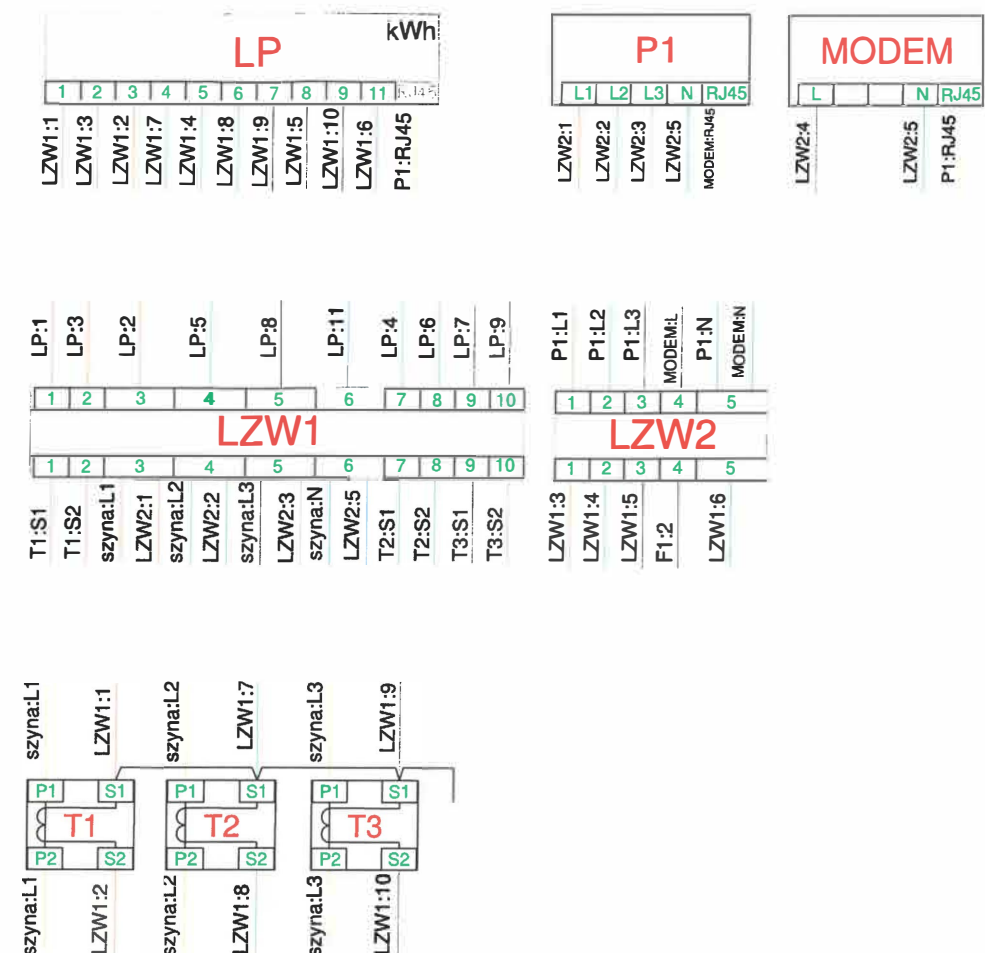 kWh
LP
1 2 3 4 5 6 7 8 9 11 RJ45
LZW1:1 LZW1:3 LZW1:2 LZW1:7 LZW1:4 LZW1:8 LZW1:9 LZW1:5 LZW1:10 LZW1:6 P1:RJ45
P1
L1 L2 L3 N RJ45
LZW2:1 LZW2:2 LZW2:3 LZW2:5 MODEM:RJ45
MODEM
L N RJ45
LZW2:4 LZW2:5 P1:RJ45
LP:1 LP:3 LP:2 LP:5 LP:8 LP:11 LP:4 LP:6 LP:7 LP:9
1 2 3 4 5 6 7 8 9 10
LZW1
1 2 3 4 5 6 7 8 9 10
T1:S1 T1:S2 szyna:L1 LZW2:1 szyna:L2 LZW2:2 szyna:L3 LZW2:3 szyna:N LZW2:5 T2:S1 T2:S2 T3:S1 T3:S2
P1:L1 P1:L2 P1:L3 MODEM:L P1:N MODEM:N
1 2 3 4 5
LZW2
1 2 3 4 5
LZW1:3 LZW1:4 LZW1:5 F1:2 LZW1:6
szyna:L1 LZW1:1 szyna:L2 LZW1:7 szyna:L3 LZW1:9
P1 S1 P1 S1 P1 S1
T1 T2 T3
P2 S2 P2 S2 P2 S2
szyna:L1 LZW1:2 szyna:L2 LZW1:8 szyna:L3 LZW1:10